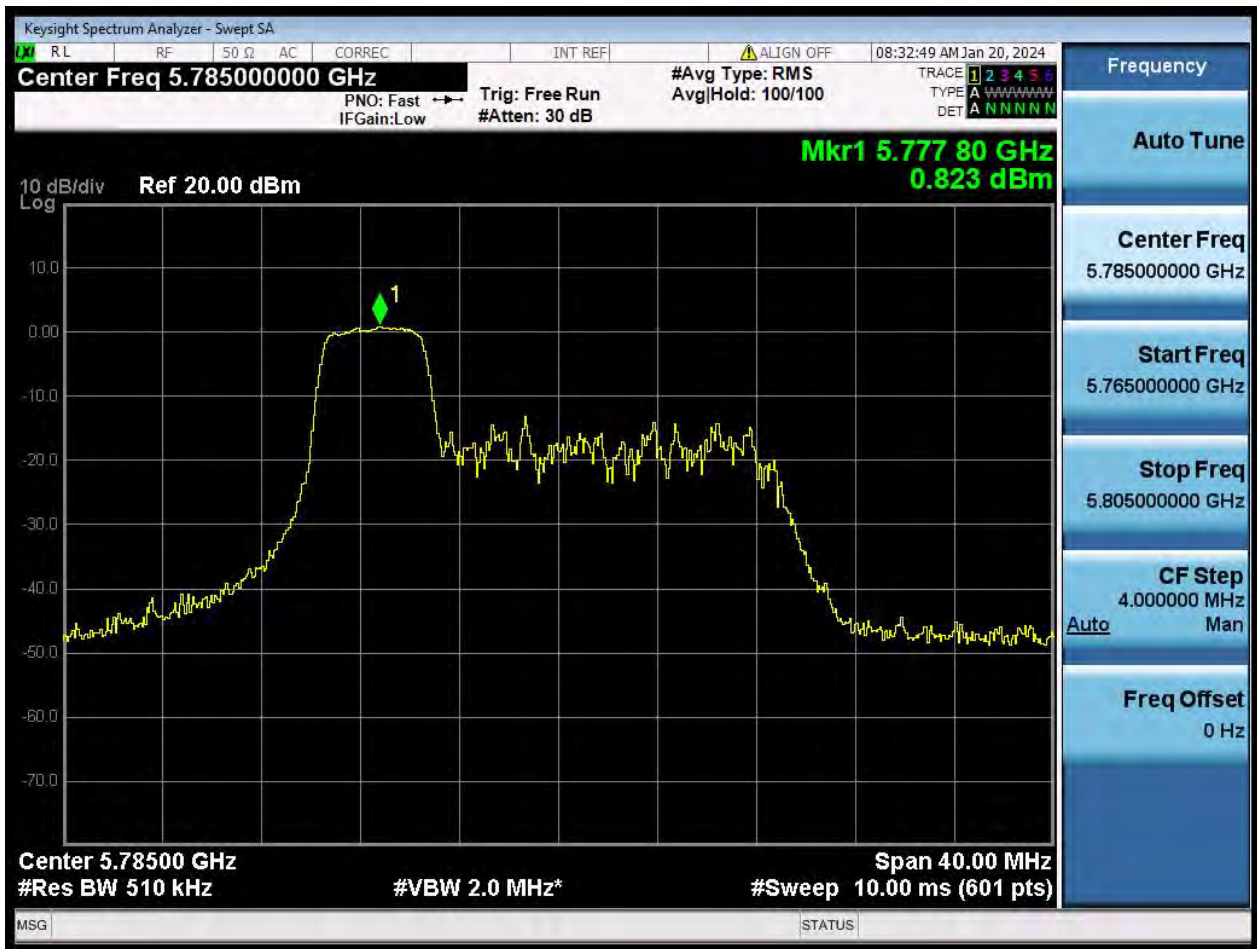 Keysight Spectrum Analyzer - Swept SA
LXI RL RF 50 Ω AC CORREC INT REF ALIGN OFF 08:32:49 AM Jan 20, 2024
Center Freq 5.785000000 GHz
PNO: Fast
IFGain:Low
Trig: Free Run
#Atten: 30 dB
#Avg Type: RMS
Avg|Hold: 100/100
TRACE 1 2 3 4 5 6
TYPE A WWWWW
DET A N N N N N
Mkr1 5.777 80 GHz
0.823 dBm
10 dB/div Ref 20.00 dBm
Log
1
10.0
0.00
-10.0
-20.0
-30.0
-40.0
-50.0
-60.0
-70.0
Center 5.78500 GHz Span 40.00 MHz
#Res BW 510 kHz #VBW 2.0 MHz* #Sweep 10.00 ms (601 pts)
MSG STATUS
Frequency
Auto Tune
Center Freq
5.785000000 GHz
Start Freq
5.765000000 GHz
Stop Freq
5.805000000 GHz
CF Step
4.000000 MHz
Auto Man
Freq Offset
0 Hz